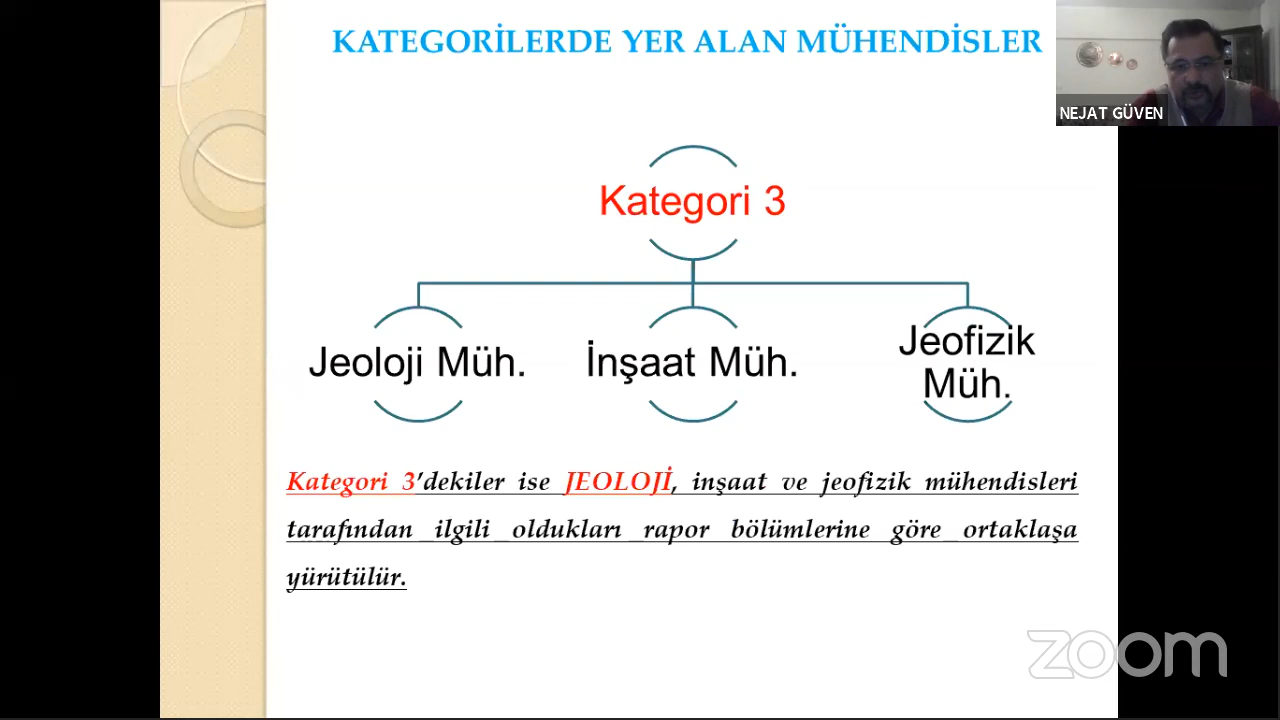 KATEGORİLERDE YER ALAN MÜHENDİSLER
NEJAT GÜVEN
Kategori 3
Jeoloji Müh.
İnşaat Müh.
Jeofizik
Müh.
Kategori 3'dekiler ise JEOLOJİ, inşaat ve jeofizik mühendisleri
tarafından ilgili oldukları rapor bölümlerine göre ortaklaşa
yürütülür.
zoom